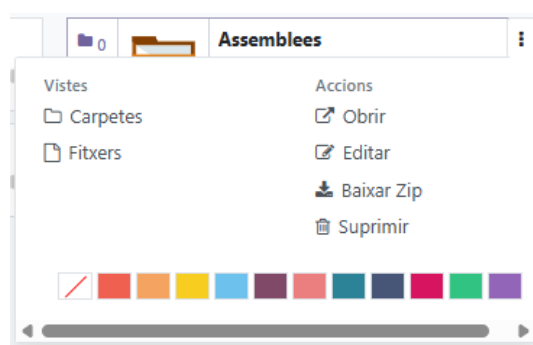 0
Assemblees
Vistes
Carpetes
Fitxers
Accions
Obrir
Editar
Baixar Zip
Suprimir